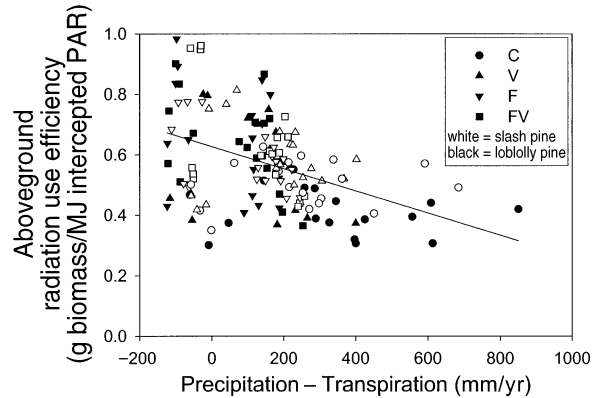 Aboveground
radiation use efficiency
(g biomass/MJ intercepted PAR)
1.0
0.8
0.6
0.4
0.2
0.0
C
V
F
FV
white = slash pine
black = loblolly pine
−200
0
200
400
600
800
1000
Precipitation – Transpiration (mm/yr)